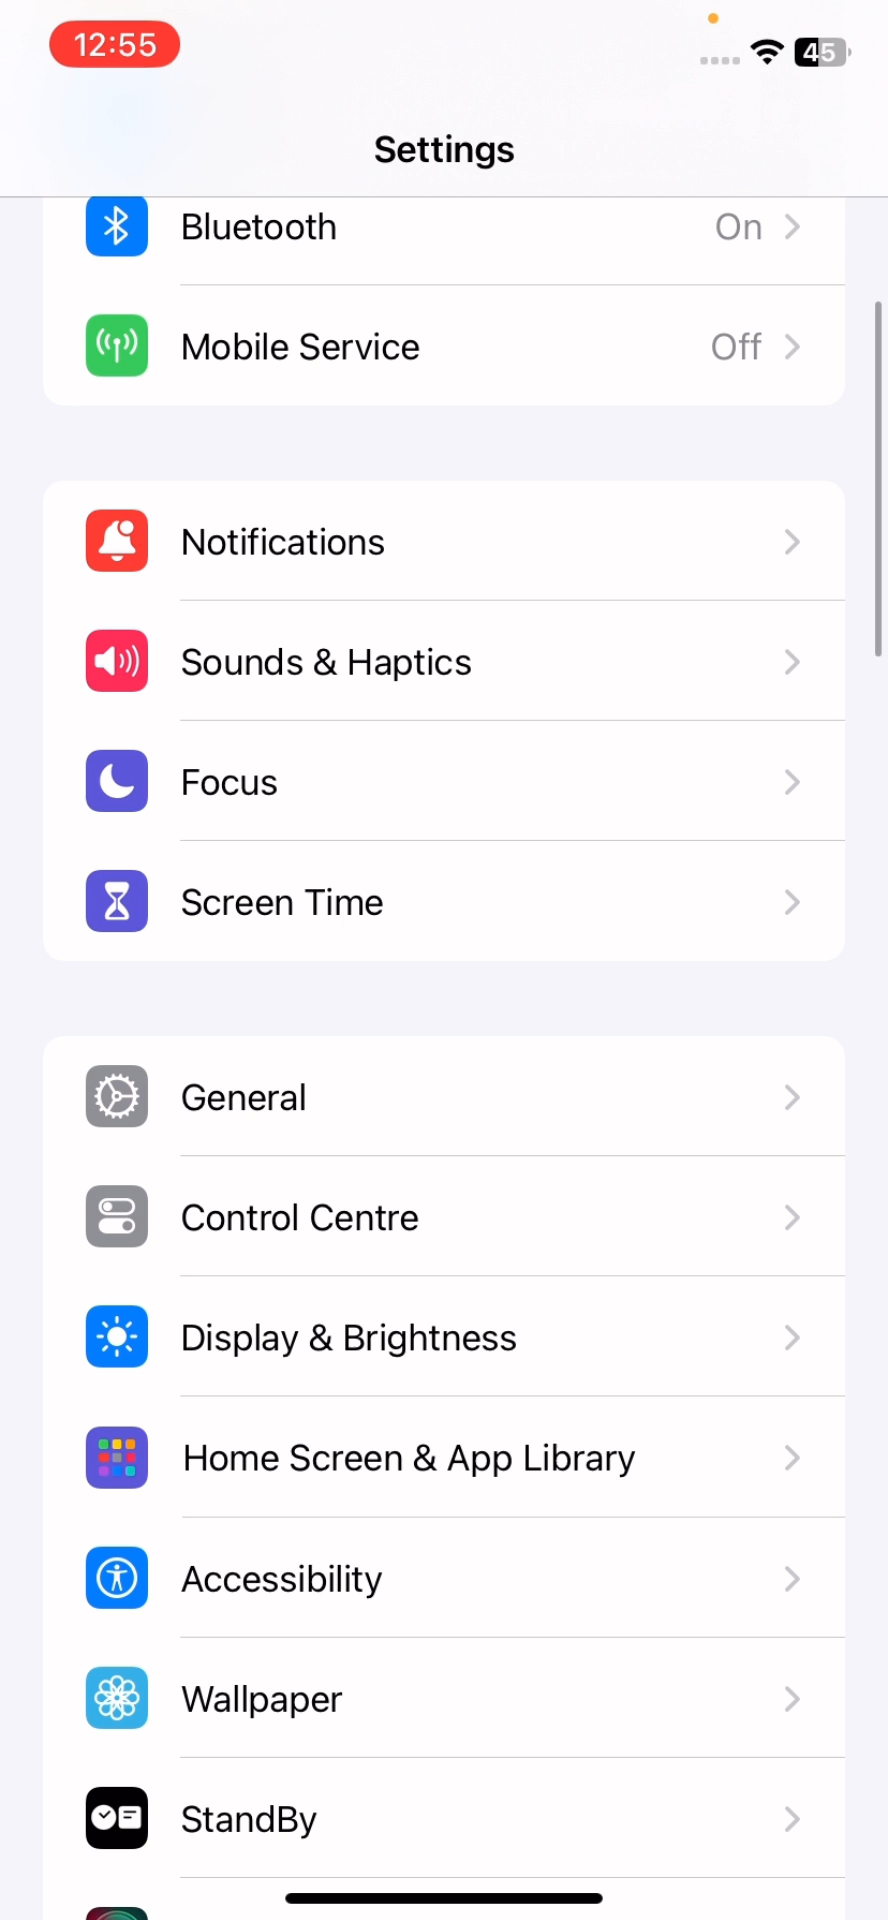 12:55
45
Settings
Bluetooth On
Mobile Service Off
Notifications
Sounds & Haptics
Focus
Screen Time
General
Control Centre
Display & Brightness
Home Screen & App Library
Accessibility
Wallpaper
StandBy